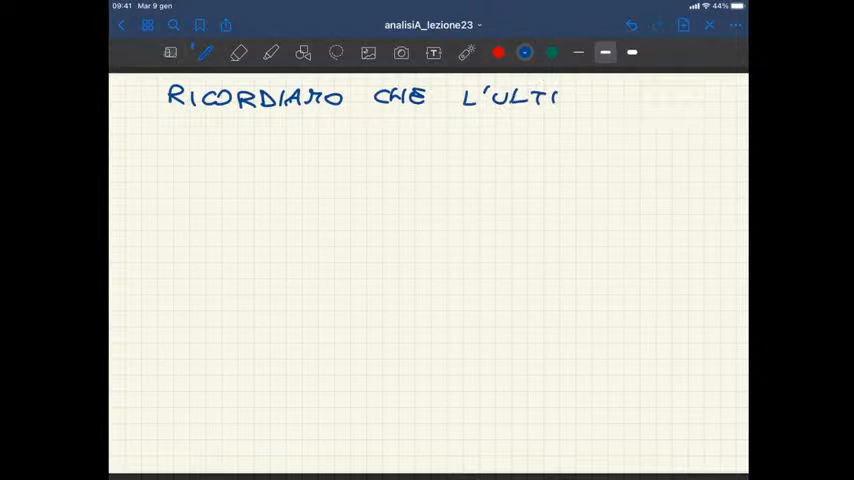 09:41 Mar 9 gen 44%
analisiA_lezione23
RICORDIAMO CHE L'ULTI